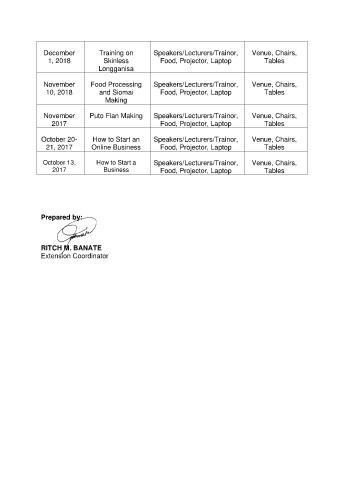 December 1, 2018 Training on Skinless Longganisa Speakers/Lecturers/Trainor, Food, Projector, Laptop Venue, Chairs, Tables
November 10, 2018 Food Processing and Siomai Making Speakers/Lecturers/Trainor, Food, Projector, Laptop Venue, Chairs, Tables
November 2017 Puto Flan Making Speakers/Lecturers/Trainor, Food, Projector, Laptop Venue, Chairs, Tables
October 20-21, 2017 How to Start an Online Business Speakers/Lecturers/Trainor, Food, Projector, Laptop Venue, Chairs, Tables
October 13, 2017 How to Start a Business Speakers/Lecturers/Trainor, Food, Projector, Laptop Venue, Chairs, Tables
Prepared by:
RITCH M. BANATE
Extension Coordinator